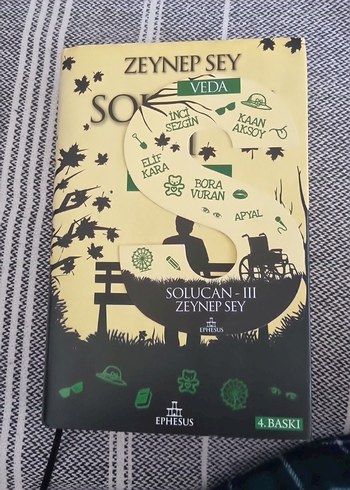 ZEYNEP SEY
VEDA
İNCİ
SEZGİN
KAAN
AKSOY
ELİF
KARA
BORA
VURAN
APYAL
SOLUCAN - III
ZEYNEP SEY
EPHESUS
EPHESUS
4. BASKI